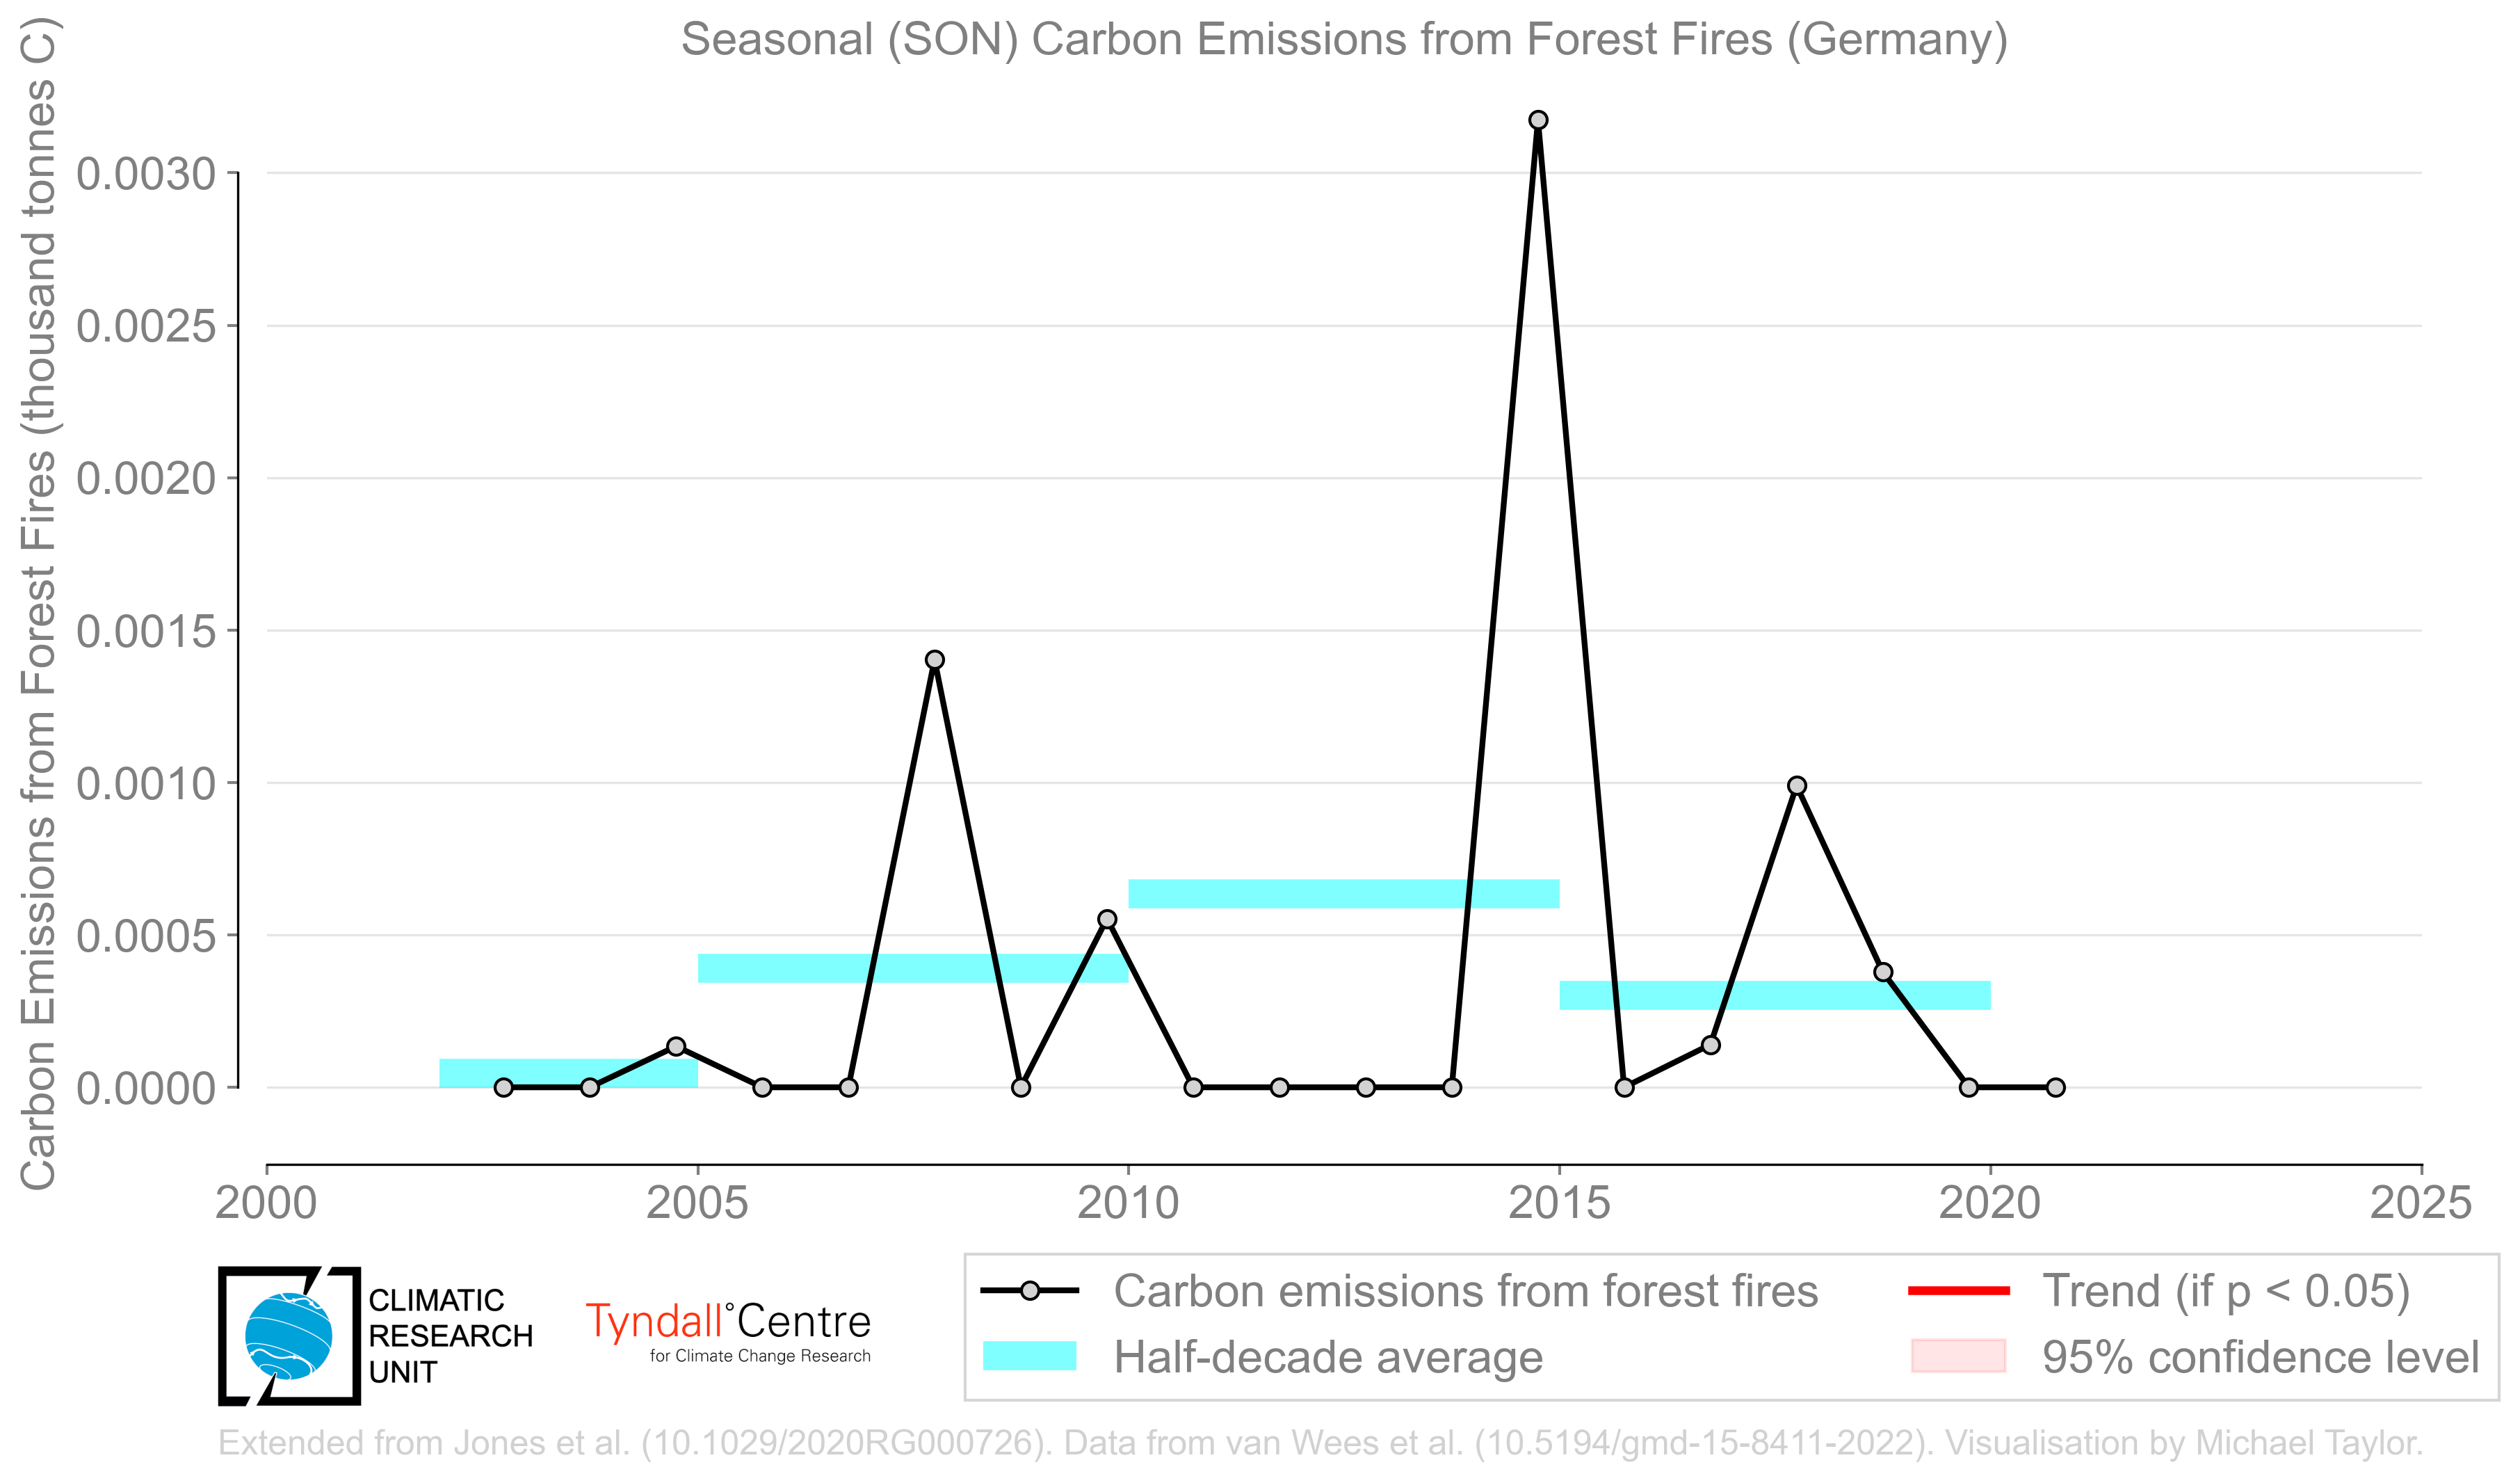 Seasonal (SON) Carbon Emissions from Forest Fires (Germany)
Carbon Emissions from Forest Fires (thousand tonnes C)
0.0030
0.0025
0.0020
0.0015
0.0010
0.0005
0.0000
2000 2005 2010 2015 2020 2025
CLIMATIC
RESEARCH
UNIT
Tyndall°Centre
for Climate Change Research
Carbon emissions from forest fires
Half-decade average
Trend (if p < 0.05)
95% confidence level
Extended from Jones et al. (10.1029/2020RG000726). Data from van Wees et al. (10.5194/gmd-15-8411-2022). Visualisation by Michael Taylor.